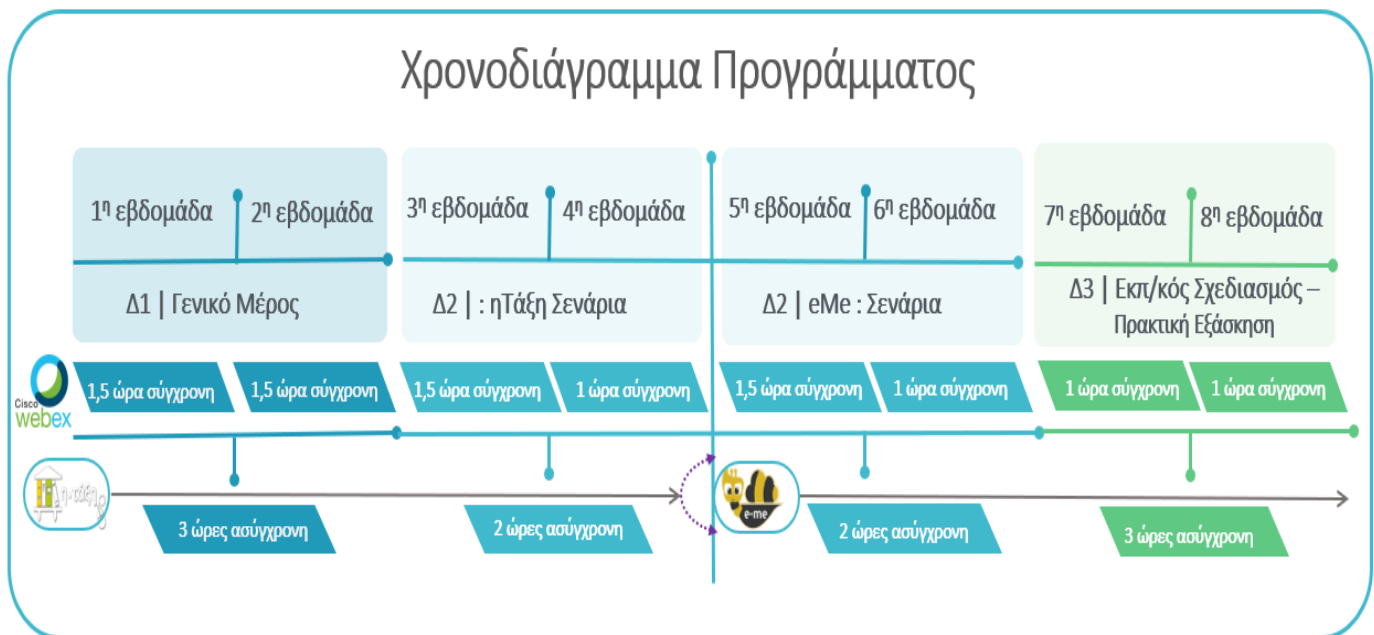 Χρονοδιάγραμμα Προγράμματος
1η εβδομάδα
2η εβδομάδα
3η εβδομάδα
4η εβδομάδα
5η εβδομάδα
6η εβδομάδα
7η εβδομάδα
8η εβδομάδα
Δ1 | Γενικό Μέρος
Δ2 | : ηΤάξη Σενάρια
Δ2 | eMe : Σενάρια
Δ3 | Εκπ/κός Σχεδιασμός –
Πρακτική Εξάσκηση
Cisco
webex
1,5 ώρα σύγχρονη
1,5 ώρα σύγχρονη
1,5 ώρα σύγχρονη
1 ώρα σύγχρονη
1,5 ώρα σύγχρονη
1 ώρα σύγχρονη
1 ώρα σύγχρονη
1 ώρα σύγχρονη
η-τάξη
e-me
3 ώρες ασύγχρονη
2 ώρες ασύγχρονη
2 ώρες ασύγχρονη
3 ώρες ασύγχρονη